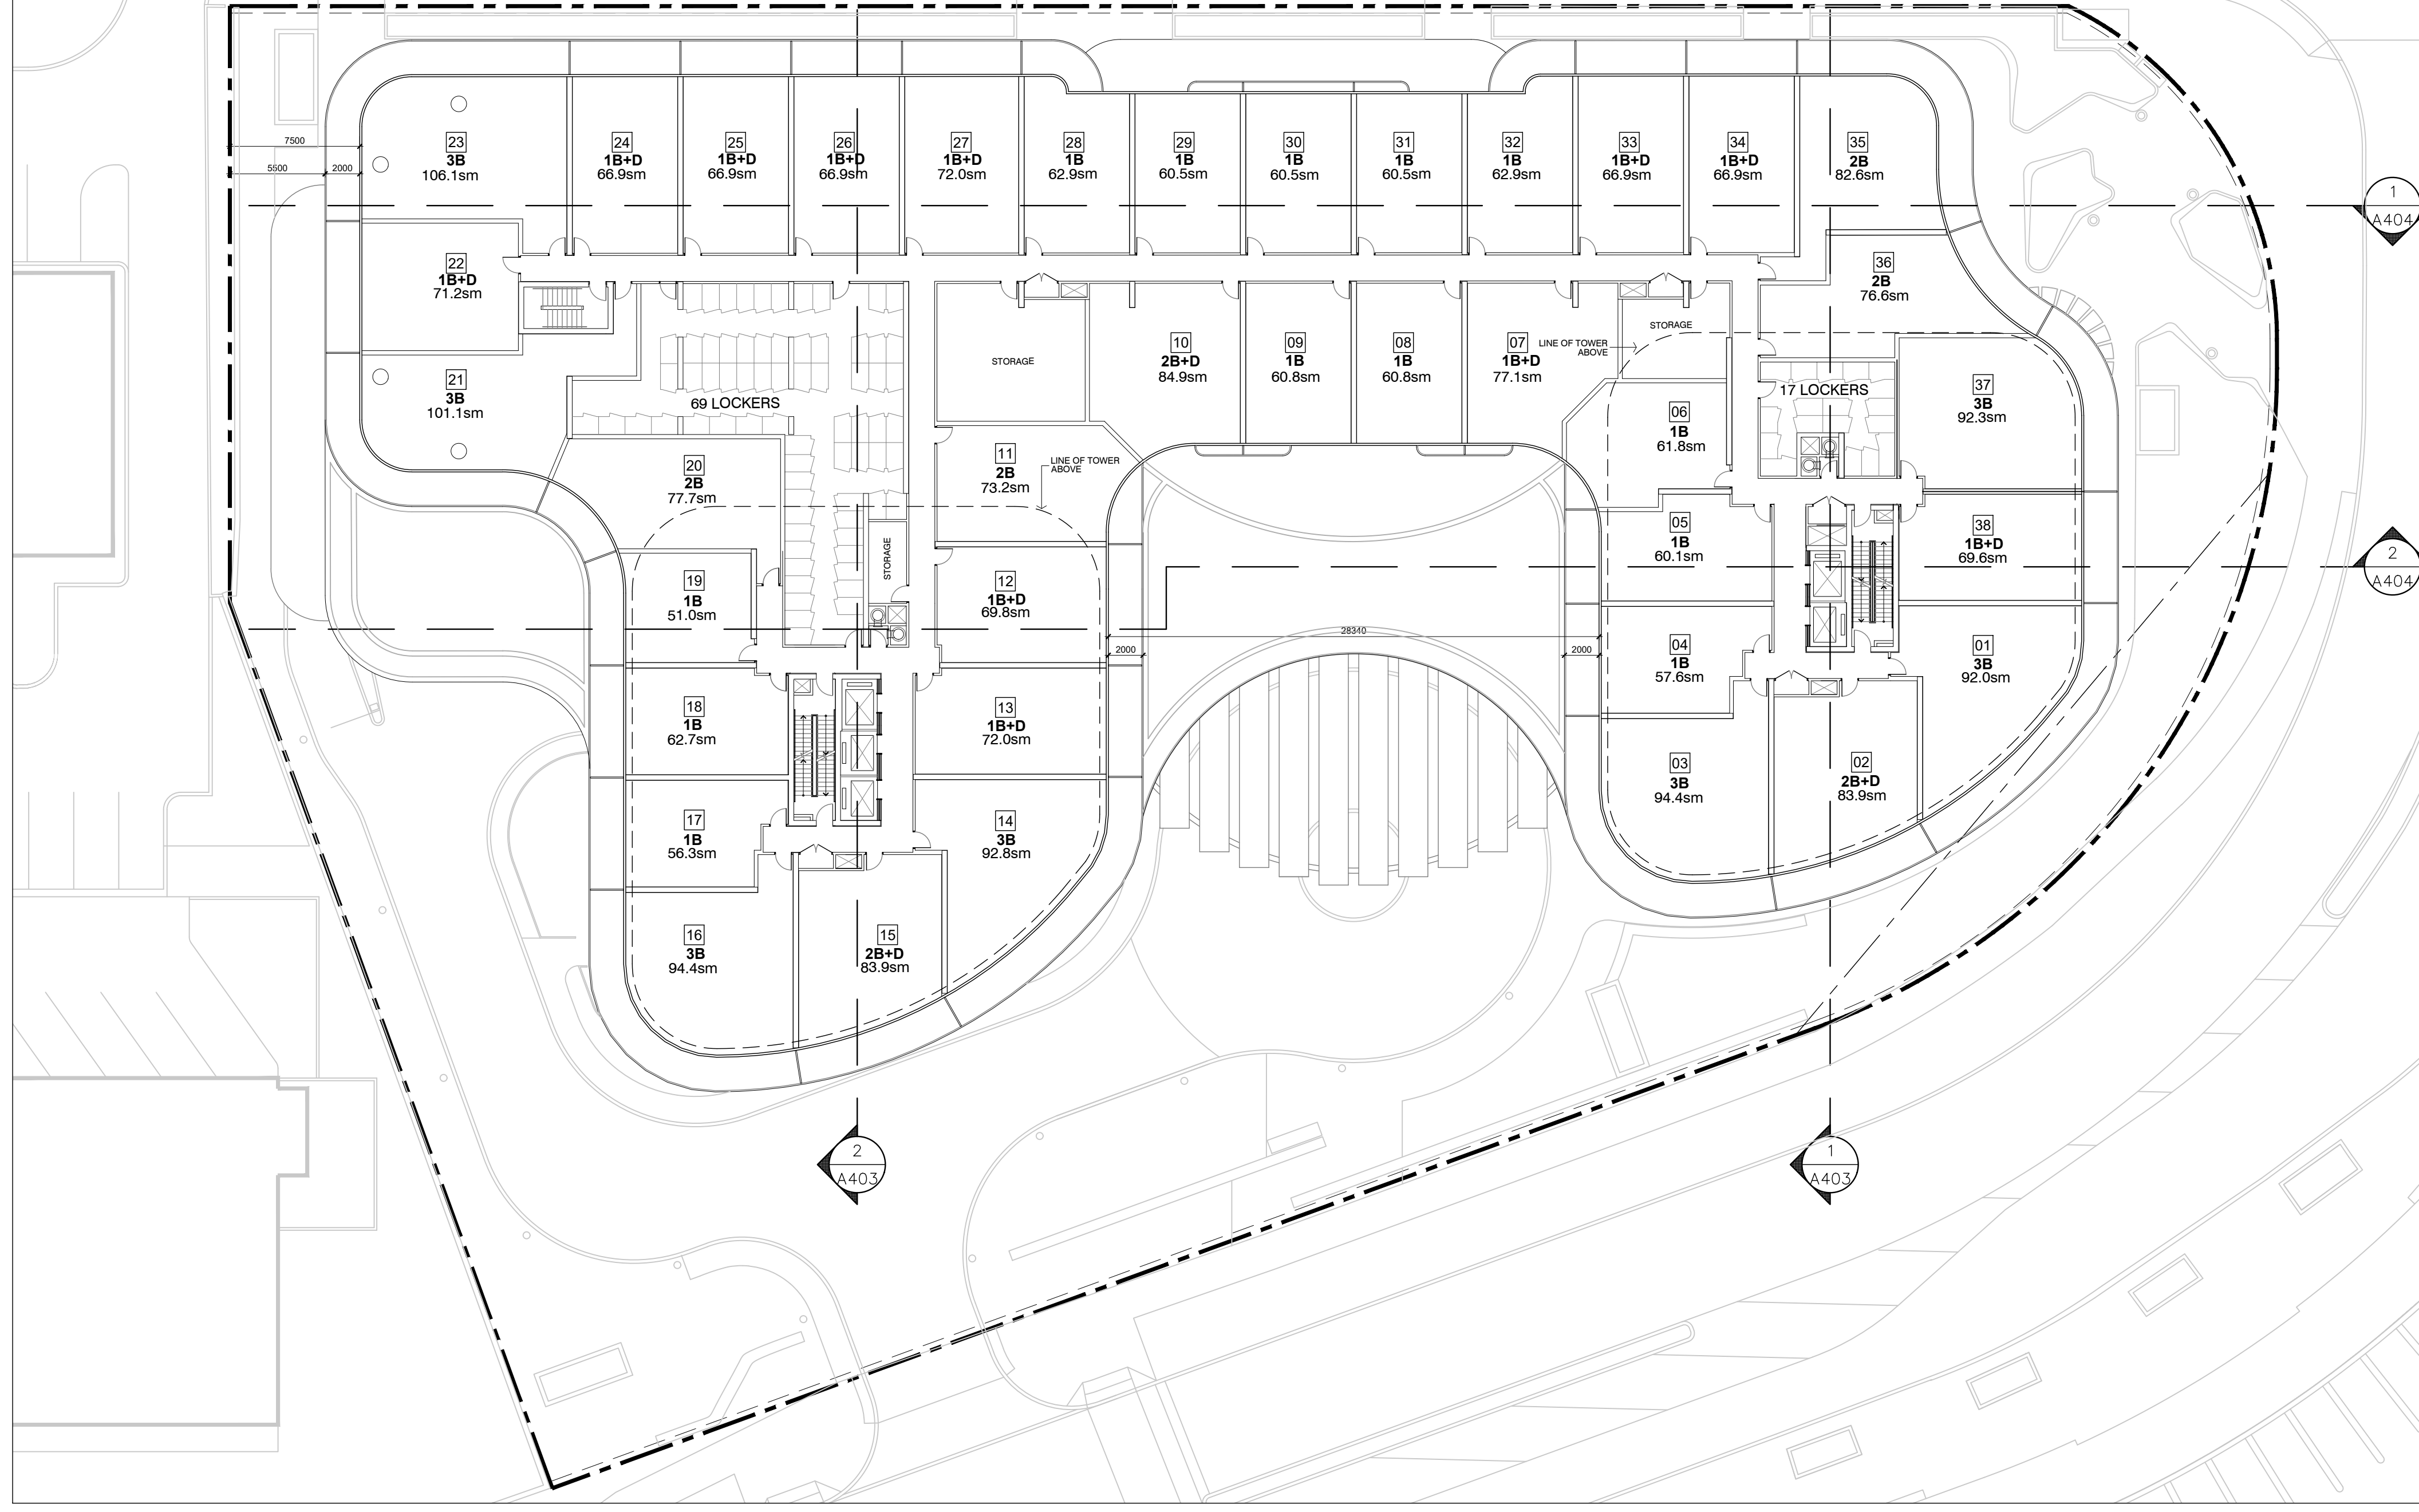 23
3B
106.1sm
24
1B+D
66.9sm
25
1B+D
66.9sm
26
1B+D
66.9sm
27
1B+D
72.0sm
28
1B
62.9sm
29
1B
60.5sm
30
1B
60.5sm
31
1B
60.5sm
32
1B
62.9sm
33
1B+D
66.9sm
34
1B+D
66.9sm
35
2B
82.6sm
7500
5500
2000
1
A404
22
1B+D
71.2sm
36
2B
76.6sm
STORAGE
STORAGE
10
2B+D
84.9sm
09
1B
60.8sm
08
1B
60.8sm
07
1B+D
77.1sm
LINE OF TOWER
ABOVE
21
3B
101.1sm
69 LOCKERS
17 LOCKERS
37
3B
92.3sm
06
1B
61.8sm
20
2B
77.7sm
11
2B
73.2sm
LINE OF TOWER
ABOVE
05
1B
60.1sm
38
1B+D
69.6sm
2
A404
STORAGE
19
1B
51.0sm
12
1B+D
69.8sm
28340
2000
2000
04
1B
57.6sm
01
3B
92.0sm
18
1B
62.7sm
13
1B+D
72.0sm
03
3B
94.4sm
02
2B+D
83.9sm
17
1B
56.3sm
14
3B
92.8sm
16
3B
94.4sm
15
2B+D
83.9sm
2
A403
1
A403